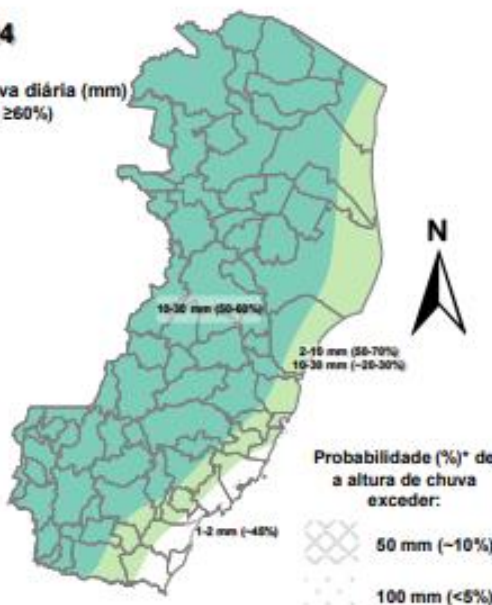 4
va diária (mm)
≥60%)
N
10-30 mm (50-60%)
2-10 mm (50-70%)
10-30 mm (~20-30%)
Probabilidade (%)* de
a altura de chuva
exceder:
1-2 mm (~45%)
50 mm (~10%)
100 mm (<5%)